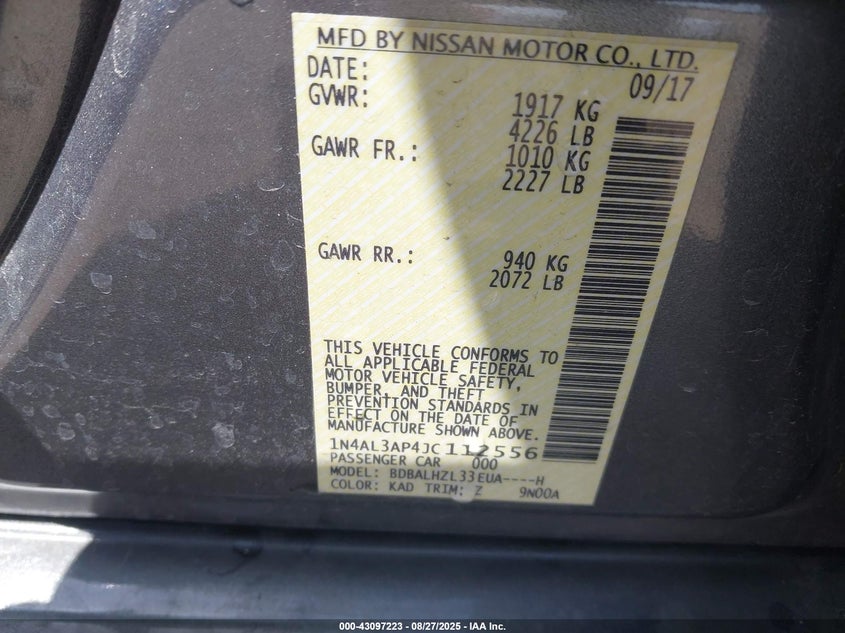 MFD BY NISSAN MOTOR CO., LTD.
DATE: 09/17
GVWR: 1917 KG
4226 LB
GAWR FR.: 1010 KG
2227 LB
GAWR RR.: 940 KG
2072 LB
THIS VEHICLE CONFORMS TO
ALL APPLICABLE FEDERAL
MOTOR VEHICLE SAFETY,
BUMPER, AND THEFT
PREVENTION STANDARDS IN
EFFECT ON THE DATE OF
MANUFACTURE SHOWN ABOVE.
1N4AL3AP4JC112556
PASSENGER CAR 000
MODEL: BDBALHZL33EUA----H
COLOR: KAD TRIM: Z 9N00A
000-43097223 - 08/27/2025 - IAA Inc.